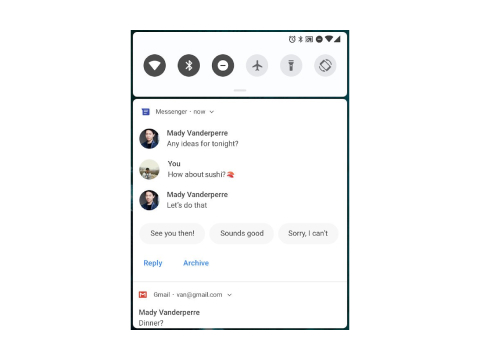 Messenger · now
Mady Vanderperre
Any ideas for tonight?
You
How about sushi? 🍣
Mady Vanderperre
Let's do that
See you then! Sounds good Sorry, I can't
Reply Archive
Gmail · van@gmail.com
Mady Vanderperre
Dinner?